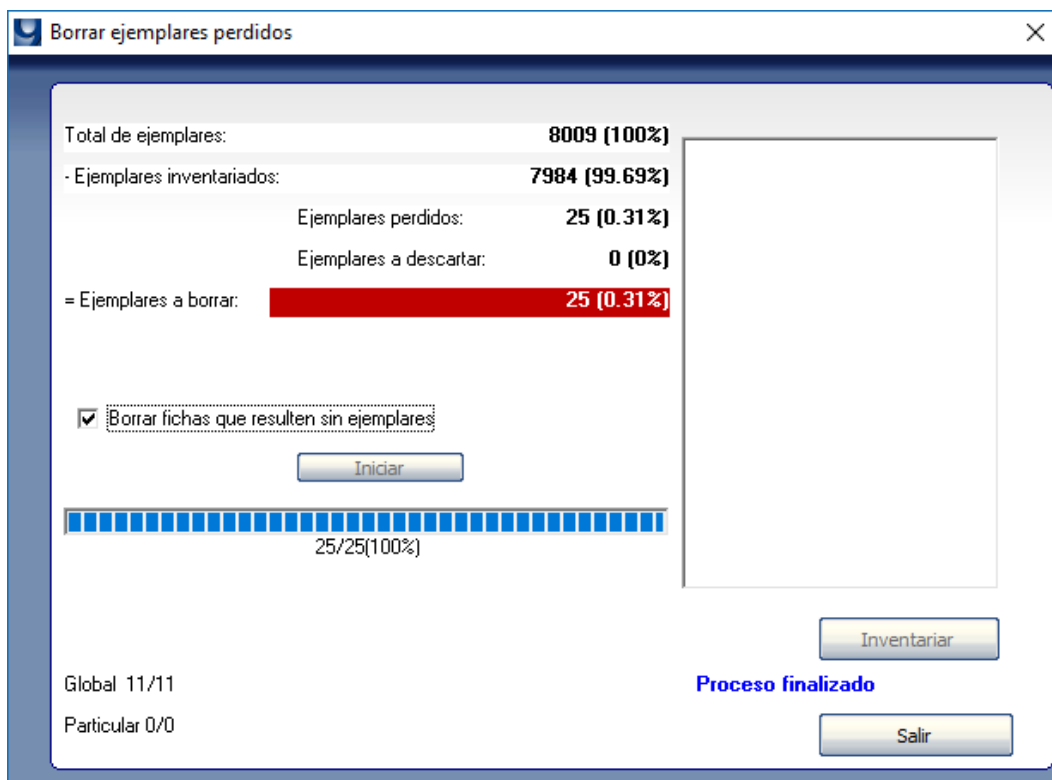 Borrar ejemplares perdidos
Total de ejemplares: 8009 (100%)
- Ejemplares inventariados: 7984 (99.69%)
Ejemplares perdidos: 25 (0.31%)
Ejemplares a descartar: 0 (0%)
= Ejemplares a borrar: 25 (0.31%)
Borrar fichas que resulten sin ejemplares
Iniciar
25/25(100%)
Inventariar
Global 11/11
Proceso finalizado
Particular 0/0
Salir